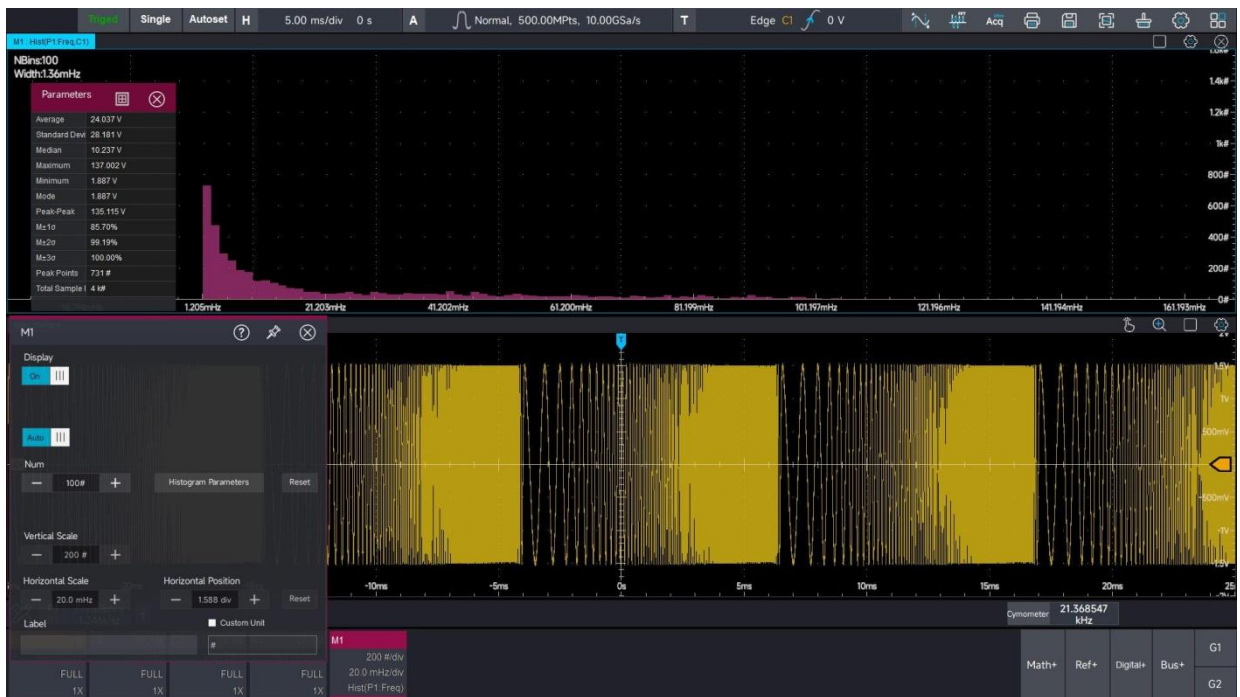 Triged Single Autoset H 5.00 ms/div 0 s A Normal, 500.00MPts, 10.00GSa/s T Edge C1 0 V Acq
M1 : Hist(P1:Freq,C1)
NBins:100
Width:1.36mHz
Parameters
Average 24.037 V
Standard Devi 28.181 V
Median 10.237 V
Maximum 137.002 V
Minimum 1.887 V
Mode 1.887 V
Peak-Peak 135.115 V
M±1σ 85.70%
M±2σ 99.19%
M±3σ 100.00%
Peak Points 731 #
Total Sample 4 k#
1.4k#
1.2k#
1k#
800#
600#
400#
200#
0#
1.205mHz 21.203mHz 41.202mHz 61.200mHz 81.199mHz 101.197mHz 121.196mHz 141.194mHz 161.193mHz
M1
Display
On
Auto
Num
100#
Histogram Parameters
Reset
Vertical Scale
200 #
Horizontal Scale
20.0 mHz
Horizontal Position
1.588 div
Reset
Label
Custom Unit
#
T
1.5V
1V
500mV
-500mV
-1V
-1.5V
-10ms -5ms 0s 5ms 10ms 15ms 20ms 25
Cymometer 21.368547 kHz
FULL 1X
FULL 1X
FULL 1X
FULL 1X
M1
200 #/div
20.0 mHz/div
Hist(P1:Freq)
Math+ Ref+ Digital+ Bus+
G1
G2